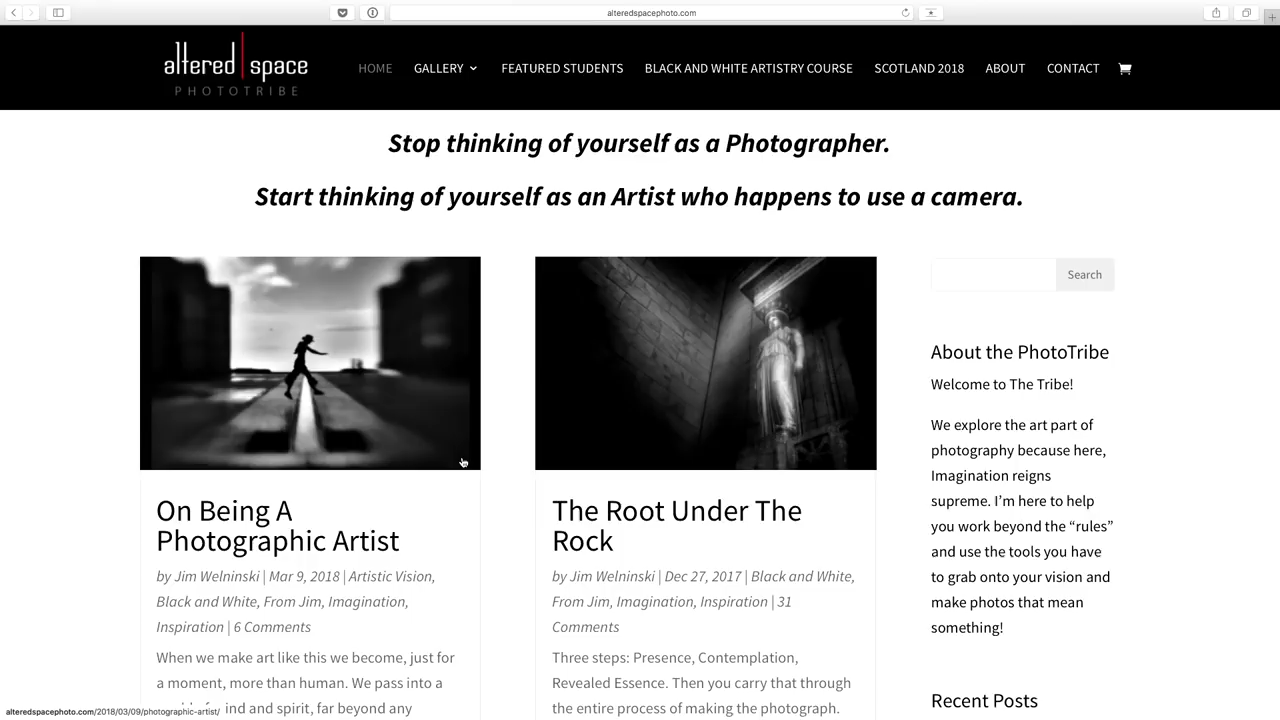 alteredspacephoto.com
altered space
PHOTOTRIBE
HOME
GALLERY
FEATURED STUDENTS
BLACK AND WHITE ARTISTRY COURSE
SCOTLAND 2018
ABOUT
CONTACT
Stop thinking of yourself as a Photographer.
Start thinking of yourself as an Artist who happens to use a camera.
On Being A
Photographic Artist
by Jim Welninski | Mar 9, 2018 | Artistic Vision,
Black and White, From Jim, Imagination,
Inspiration | 6 Comments
When we make art like this we become, just for
a moment, more than human. We pass into a
ind and spirit, far beyond any
The Root Under The
Rock
by Jim Welninski | Dec 27, 2017 | Black and White,
From Jim, Imagination, Inspiration | 31
Comments
Three steps: Presence, Contemplation,
Revealed Essence. Then you carry that through
the entire process of making the photograph.
Search
About the PhotoTribe
Welcome to The Tribe!
We explore the art part of
photography because here,
Imagination reigns
supreme. I’m here to help
you work beyond the “rules”
and use the tools you have
to grab onto your vision and
make photos that mean
something!
Recent Posts
alteredspacephoto.com/2018/03/09/photographic-artist/